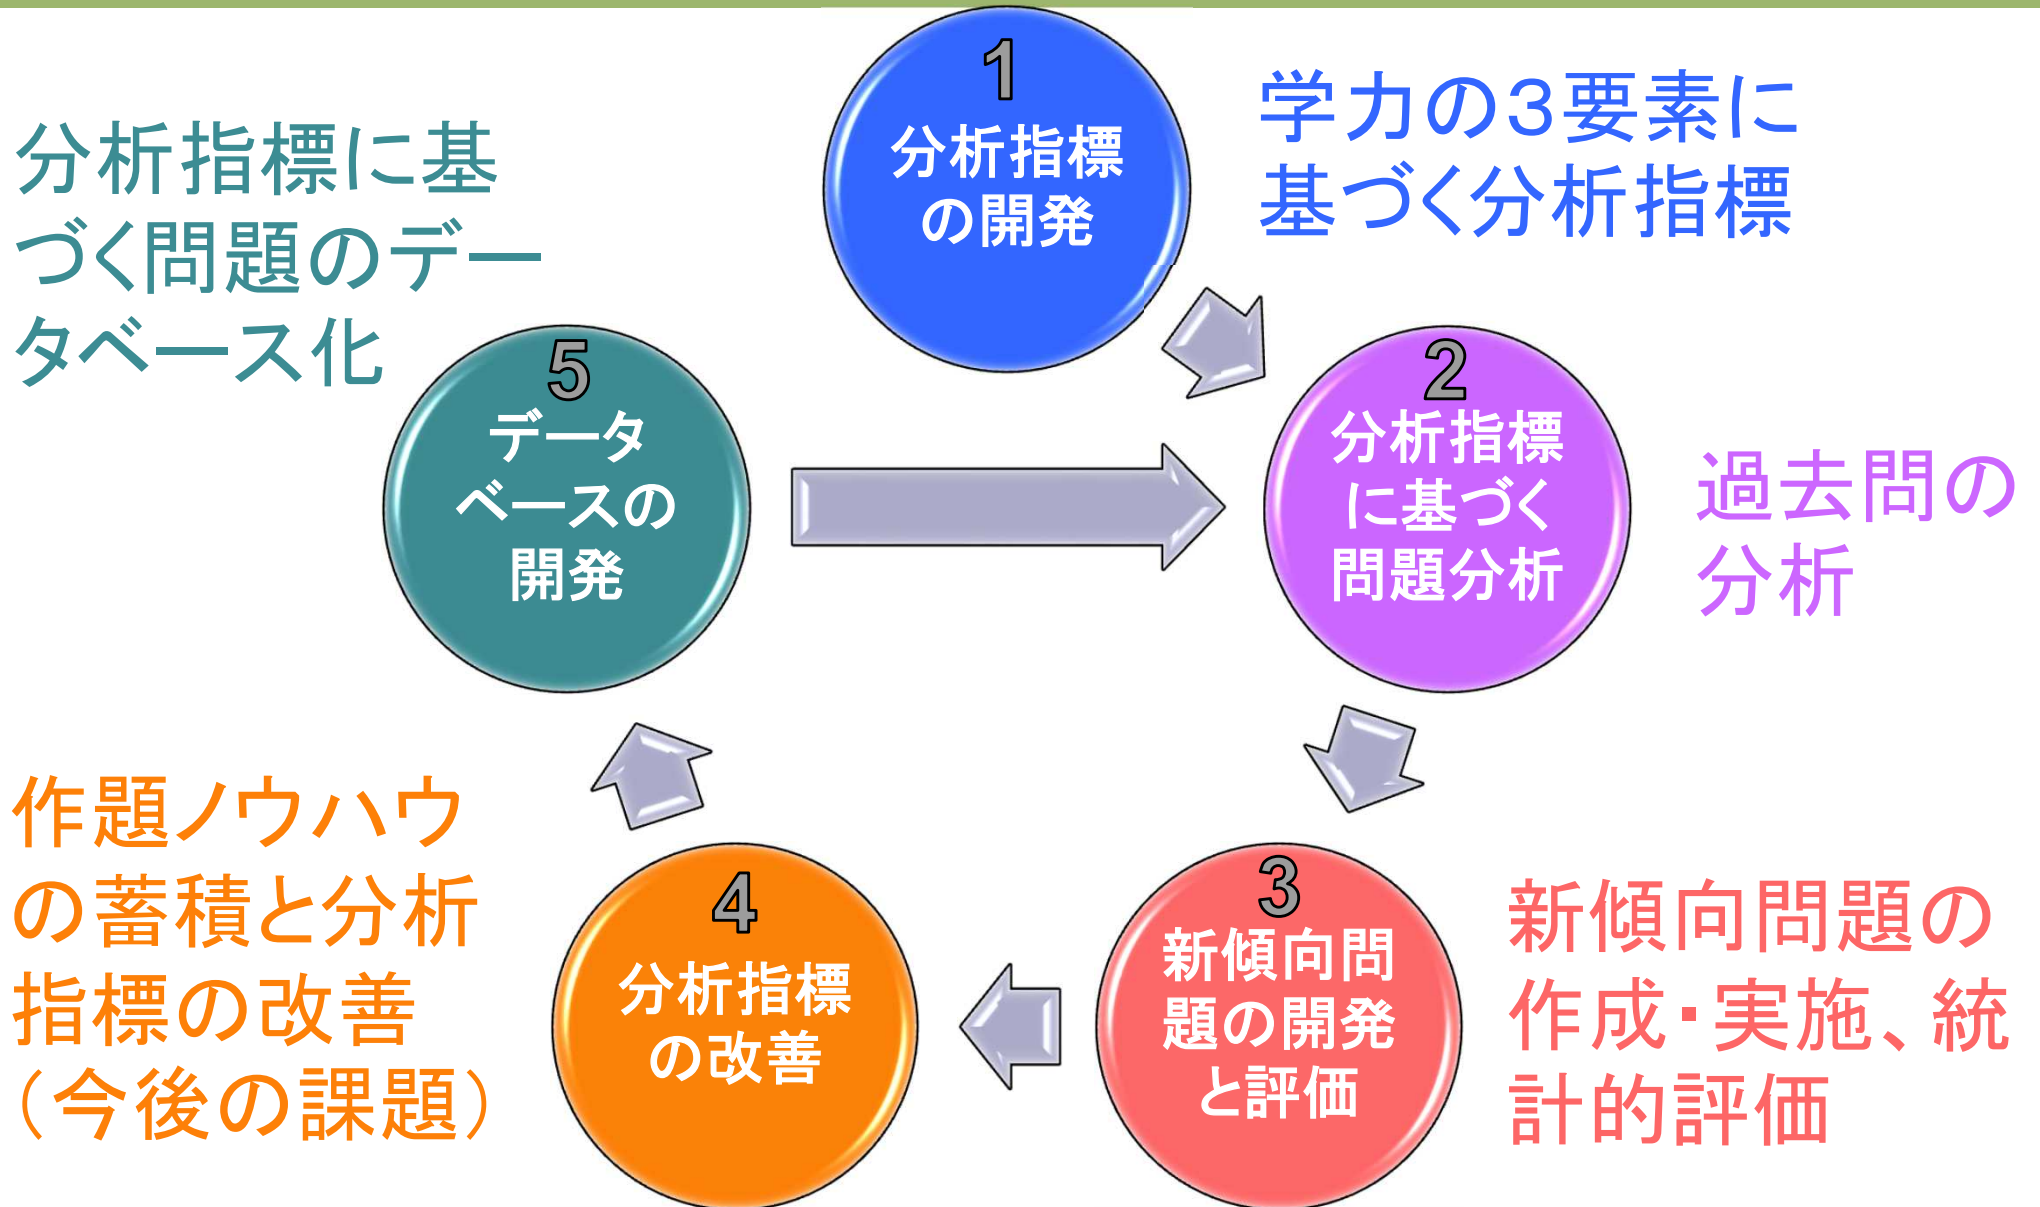 1
分析指標
の開発
学力の３要素に
基づく分析指標
2
分析指標
に基づく
問題分析
過去問の
分析
3
新傾向問
題の開発
と評価
新傾向問題の
作成・実施、統
計的評価
4
分析指標
の改善
作題ノウハウ
の蓄積と分析
指標の改善
（今後の課題）
5
データ
ベースの
開発
分析指標に基
づく問題のデー
タベース化